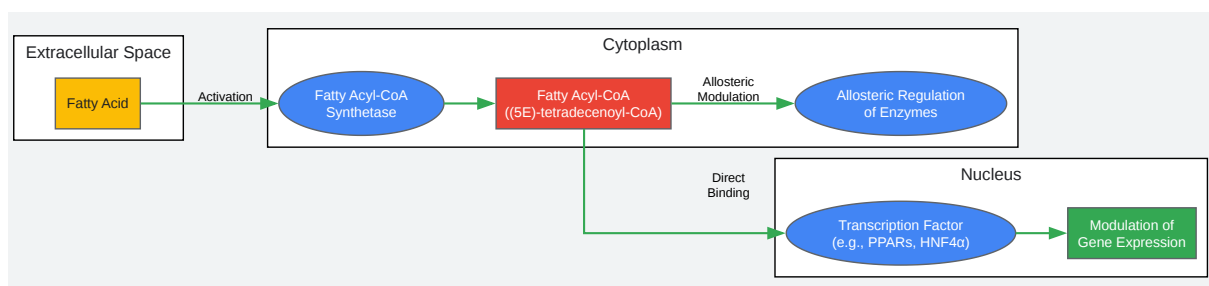 Extracellular Space
Fatty Acid
Activation
Cytoplasm
Fatty Acyl-CoA
Synthetase
Fatty Acyl-CoA
((5E)-tetradecenoyl-CoA)
Allosteric
Modulation
Allosteric Regulation
of Enzymes
Direct
Binding
Nucleus
Transcription Factor
(e.g., PPARs, HNF4α)
Modulation of
Gene Expression